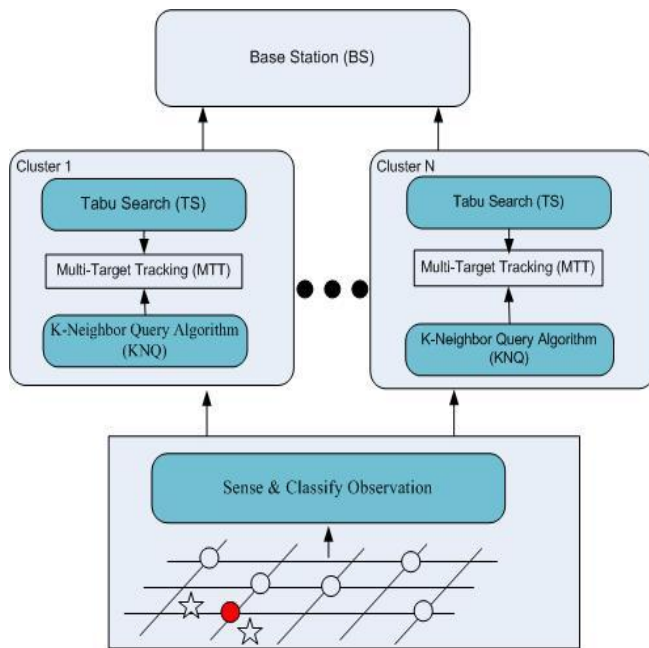 Base Station (BS)
Cluster 1
Tabu Search (TS)
Multi-Target Tracking (MTT)
K-Neighbor Query Algorithm
(KNQ)
Cluster N
Tabu Search (TS)
Multi-Target Tracking (MTT)
K-Neighbor Query Algorithm
(KNQ)
Sense & Classify Observation